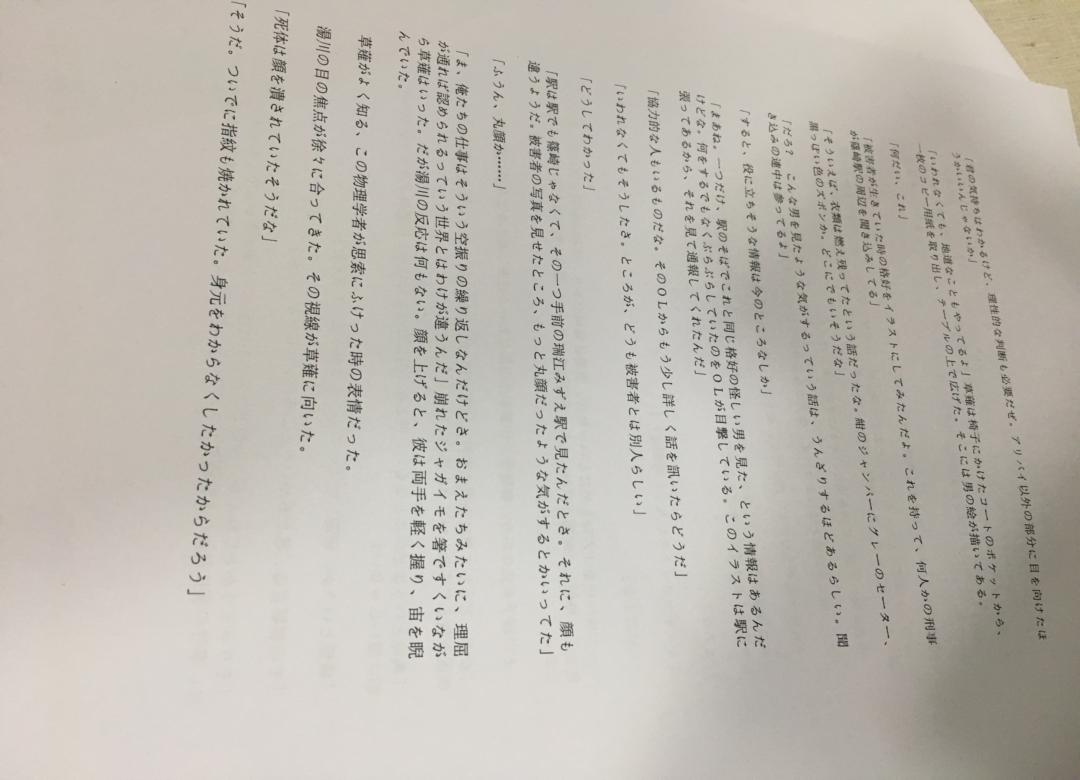 「君の気持ちはわかるけど、理性的な判断も必要だぜ。アリバイ以外の部分に目を向けたほ
うがいいんじゃないか」
「いわれなくても、地道なこともやってるよ」草薙は椅子にかけたコートのポケットから、
一枚のコピー用紙を取り出し、テーブルの上で広げた。そこには男の絵が描いてある。
「何だい、これ」
「被害者が生きていた時の格好をイラストにしてみたんだよ。これを持って、何人かの刑事
が篠崎駅の周辺を聞き込みしてる」
「そういえば、衣類は燃え残ってたという話だったな。紺のジャンパーにグレーのセーター、
黒っぽい色のズボンか。どこにでもいそうだな」
「だろ？ こんな男を見たような気がするっていう話は、うんざりするほどあるらしい。聞
き込みの連中は参ってるよ」
「すると、役に立ちそうな情報は今のところなしか」
「まあね。一つだけ、駅のそばでこれと同じ格好の怪しい男を見た、という情報はあるんだ
けどな。何をするでもなくぶらぶらしていたのをＯＬが目撃している。このイラストは駅に
張ってあるから、それを見て通報してくれたんだ」
「協力的な人もいるものだな。そのＯＬからもう少し詳しく話を訊いたらどうだ」
「いわれなくてもそうしたさ。ところが、どうも被害者とは別人らしい」
「どうしてわかった」
「駅は駅でも篠崎じゃなくて、その一つ手前の瑞江みずえ駅で見たんだとさ。それに、顔も
違うようだ。被害者の写真を見せたところ、もっと丸顔だったような気がするとかいってた」
「ふうん、丸顔か……」
「ま、俺たちの仕事はそういう空振りの繰り返しなんだけどさ。おまえたちみたいに、理屈
が通れば認められるっていう世界とはわけが違うんだ」崩れたジャガイモを箸ですくいなが
ら草薙はいった。だが湯川の反応は何もない。顔を上げると、彼は両手を軽く握り、宙を睨
んでいた。
草薙がよく知る、この物理学者が思索にふけった時の表情だった。
湯川の目の焦点が徐々に合ってきた。その視線が草薙に向いた。
「死体は顔を潰されていたそうだな」
「そうだ。ついでに指紋も焼かれていた。身元をわからなくしたかったからだろう」